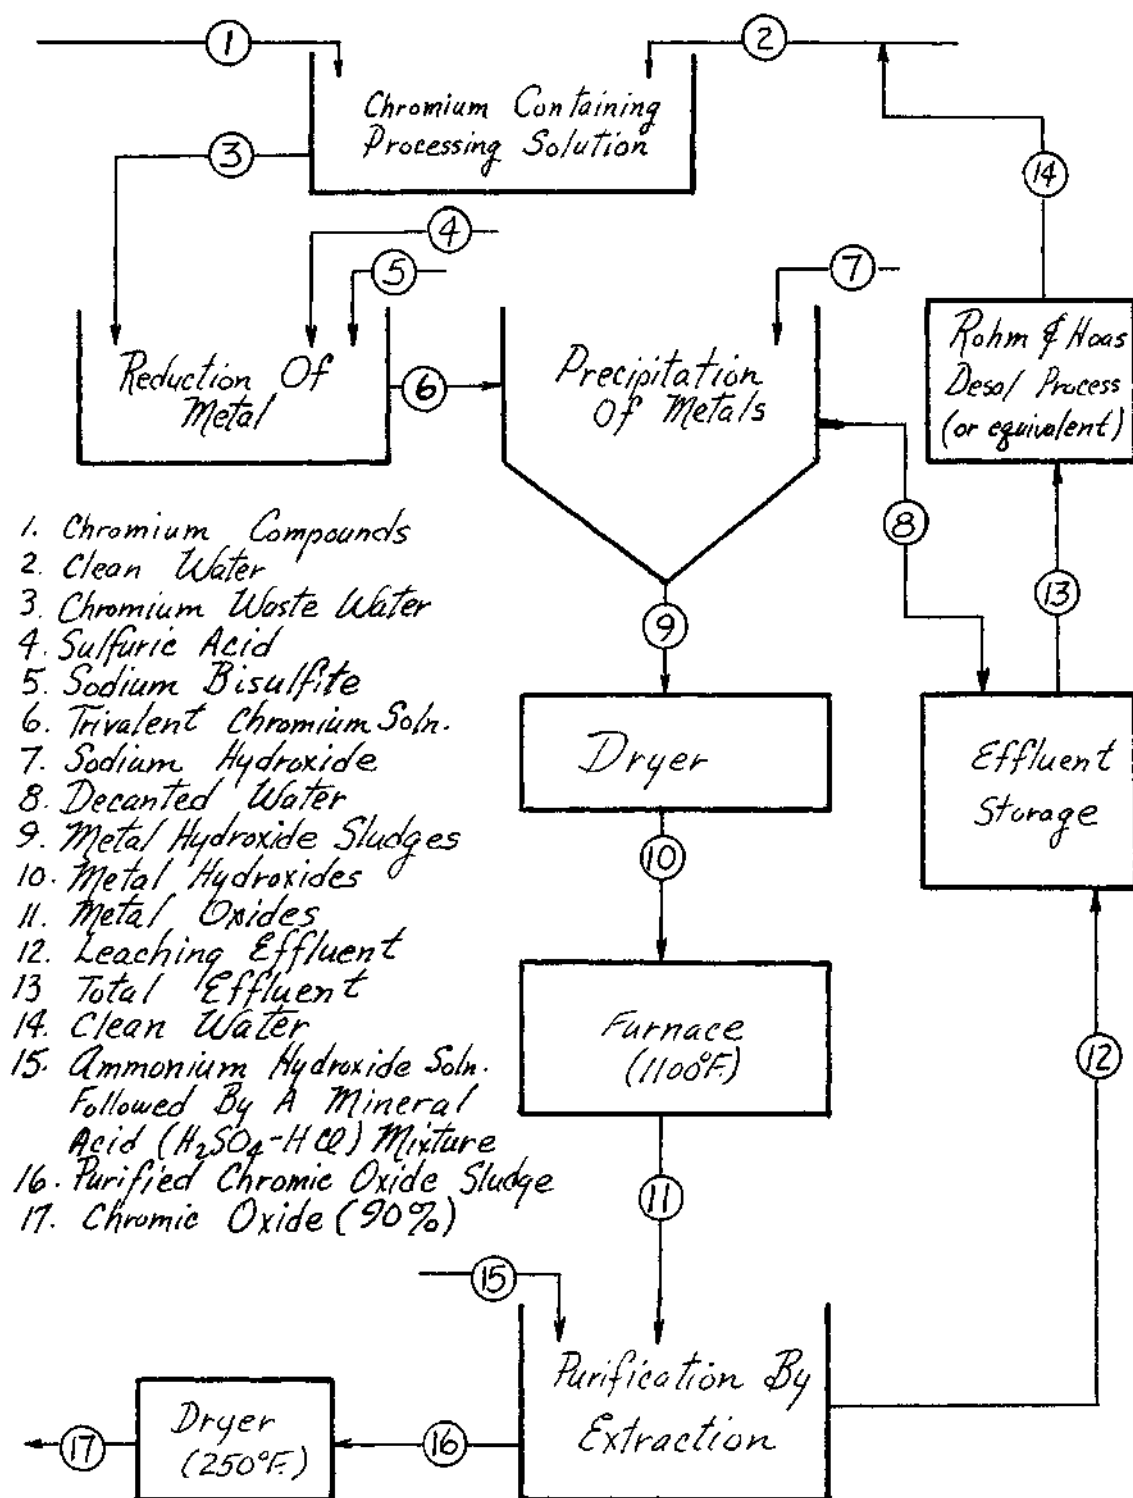 1
2
Chromium Containing
Processing Solution
3
14
4
5
7
Reduction Of
Metal
6
Precipitation
Of Metals
Rohm & Haas
Desal Process
(or equivalent)
8
13
9
1. Chromium Compounds
2. Clean Water
3. Chromium Waste Water
4. Sulfuric Acid
5. Sodium Bisulfite
6. Trivalent Chromium Soln.
7. Sodium Hydroxide
8. Decanted Water
9. Metal Hydroxide Sludges
10. Metal Hydroxides
11. Metal Oxides
12. Leaching Effluent
13 Total Effluent
14. Clean Water
15. Ammonium Hydroxide Soln.
Followed By A Mineral
Acid (H₂SO₄-HCl) Mixture
16. Purified Chromic Oxide Sludge
17. Chromic Oxide (90%)
Dryer
Effluent
Storage
10
Furnace
(1100°F.)
12
11
15
Purification By
Extraction
Dryer
(250°F.)
16
17